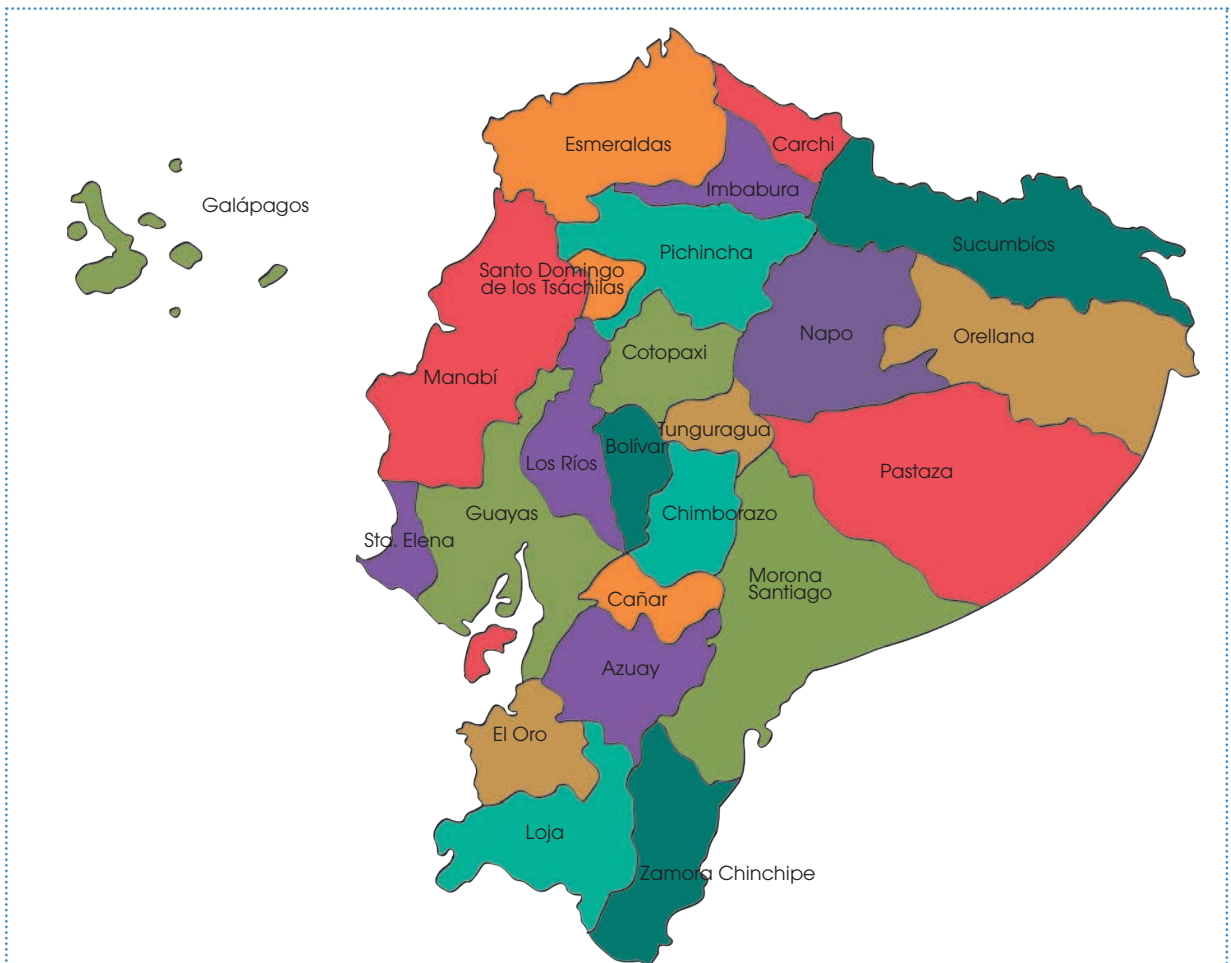 Esmeraldas
Carchi
Imbabura
Galápagos
Sucumbíos
Pichincha
Santo Domingo
de los Tsáchilas
Napo
Orellana
Cotopaxi
Manabí
Tunguragua
Bolívar
Los Ríos
Pastaza
Guayas
Chimborazo
Sta. Elena
Morona
Santiago
Cañar
Azuay
El Oro
Loja
Zamora Chinchipe